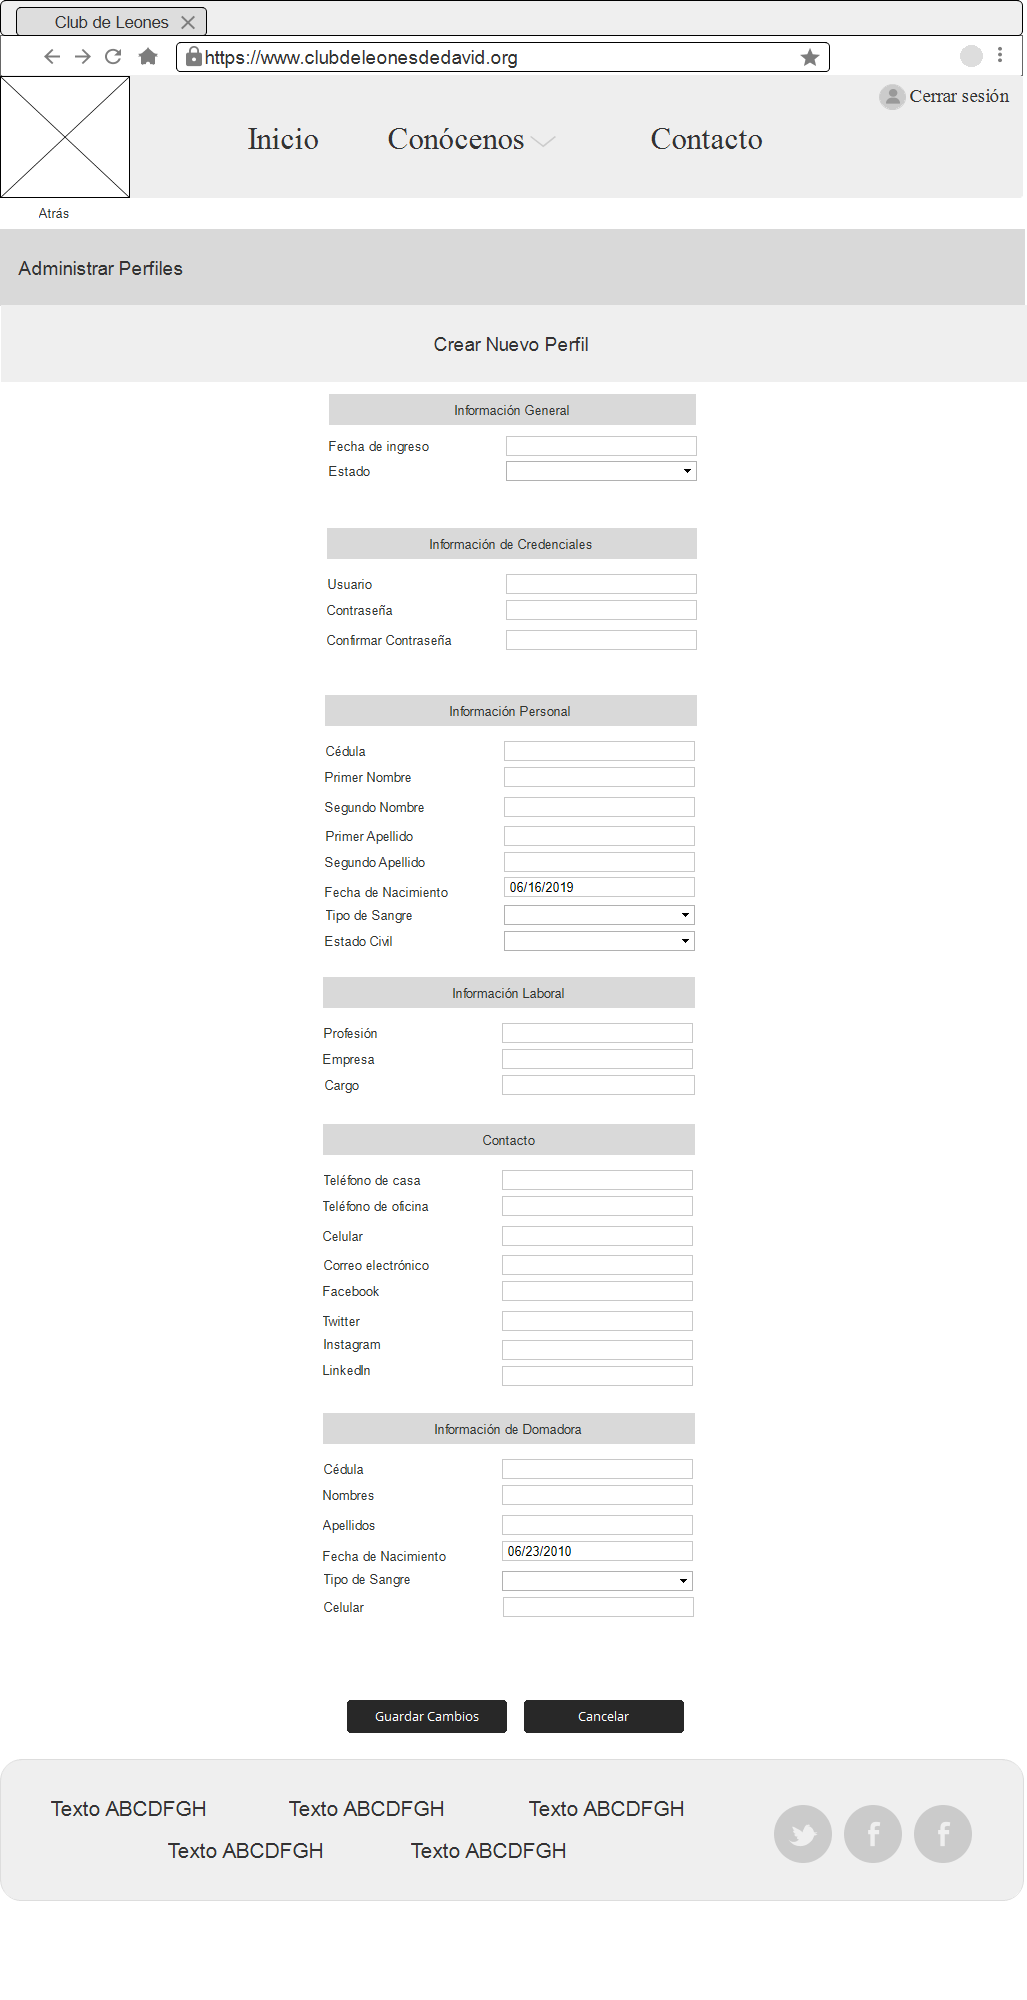 Club de Leones
https://www.clubdeleonesdedavid.org
Cerrar sesión
Inicio Conócenos Contacto
Atrás
Administrar Perfiles
Crear Nuevo Perfil
Información General
Fecha de ingreso
Estado
Información de Credenciales
Usuario
Contraseña
Confirmar Contraseña
Información Personal
Cédula
Primer Nombre
Segundo Nombre
Primer Apellido
Segundo Apellido
Fecha de Nacimiento 06/16/2019
Tipo de Sangre
Estado Civil
Información Laboral
Profesión
Empresa
Cargo
Contacto
Teléfono de casa
Teléfono de oficina
Celular
Correo electrónico
Facebook
Twitter
Instagram
LinkedIn
Información de Domadora
Cédula
Nombres
Apellidos
Fecha de Nacimiento 06/23/2010
Tipo de Sangre
Celular
Guardar Cambios Cancelar
Texto ABCDFGH Texto ABCDFGH Texto ABCDFGH
Texto ABCDFGH Texto ABCDFGH